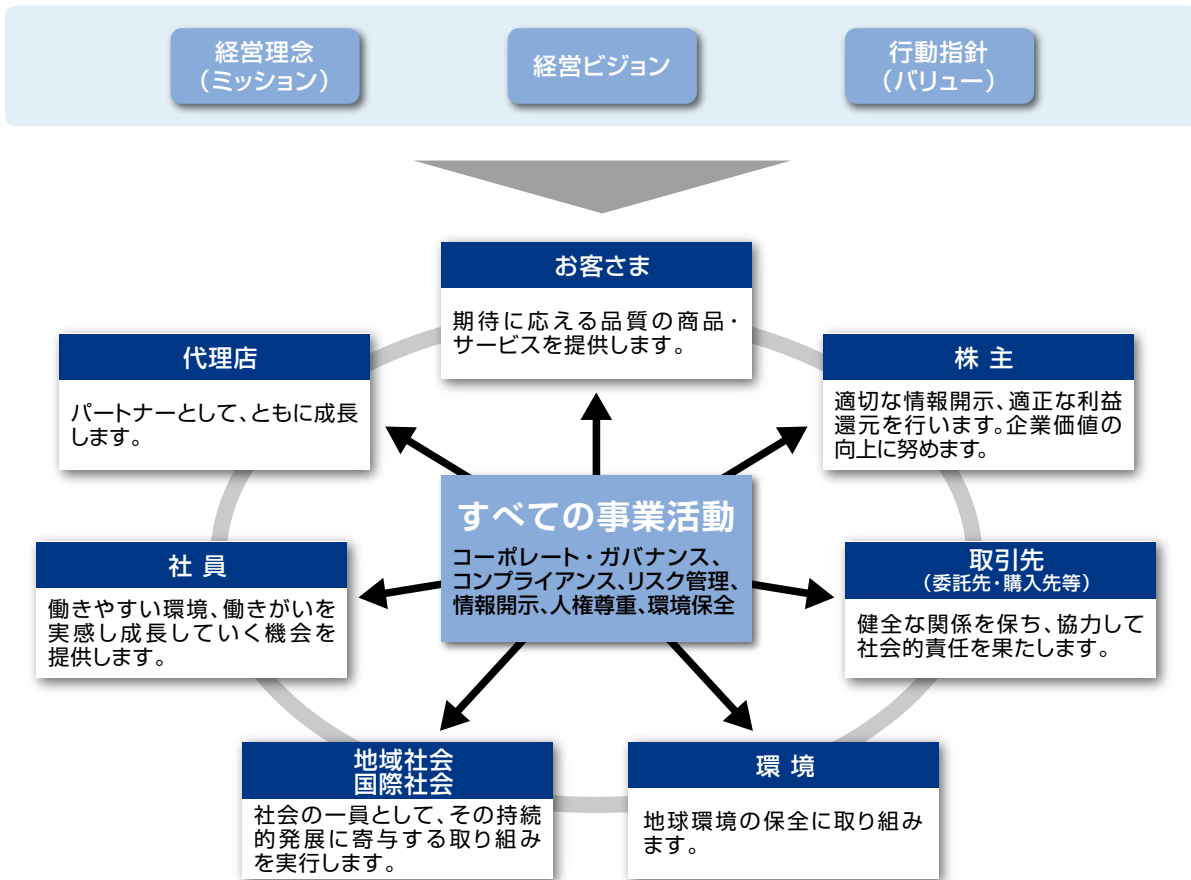 経営理念
（ミッション）
経営ビジョン
行動指針
（バリュー）
お客さま
期待に応える品質の商品・
サービスを提供します。
代理店
パートナーとして、ともに成長
します。
株 主
適切な情報開示、適正な利益
還元を行います。企業価値の
向上に努めます。
すべての事業活動
コーポレート・ガバナンス、
コンプライアンス、リスク管理、
情報開示、人権尊重、環境保全
社 員
働きやすい環境、働きがいを
実感し成長していく機会を
提供します。
取引先
（委託先・購入先等）
健全な関係を保ち、協力して
社会的責任を果たします。
地域社会
国際社会
社会の一員として、その持続
的発展に寄与する取り組み
を実行します。
環 境
地球環境の保全に取り組み
ます。